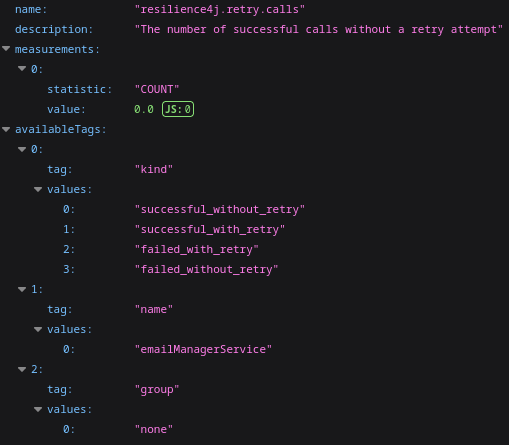 name: "resilience4j.retry.calls"
description: "The number of successful calls without a retry attempt"
measurements:
0:
statistic: "COUNT"
value: 0.0 JS:0
availableTags:
0:
tag: "kind"
values:
0: "successful_without_retry"
1: "successful_with_retry"
2: "failed_with_retry"
3: "failed_without_retry"
1:
tag: "name"
values:
0: "emailManagerService"
2:
tag: "group"
values:
0: "none"